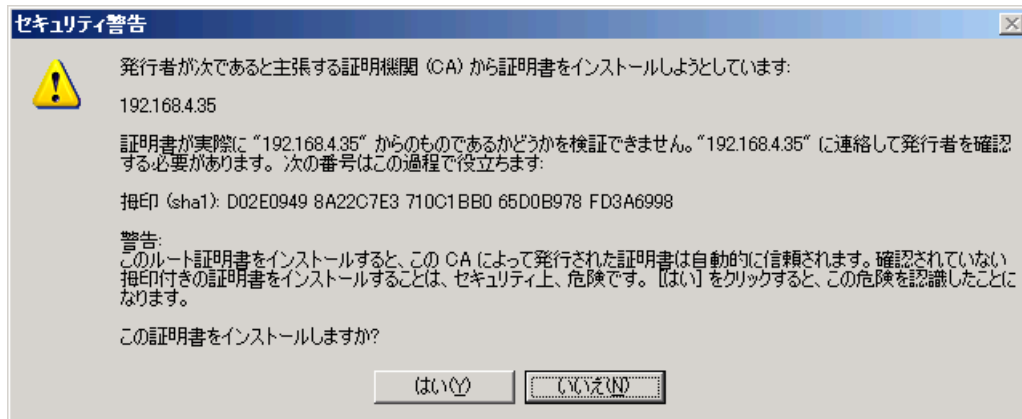 セキュリティ警告
発行者が次であると主張する証明機関 (CA) から証明書をインストールしようとしています:
192.168.4.35
証明書が実際に "192.168.4.35" からのものであるかどうかを検証できません。"192.168.4.35" に連絡して発行者を確認
する必要があります。 次の番号はこの過程で役立ちます:
拇印 (sha1): D02E0949 8A22C7E3 710C1BB0 65D0B978 FD3A6998
警告:
このルート証明書をインストールすると、この CA によって発行された証明書は自動的に信頼されます。確認されていない
拇印付きの証明書をインストールすることは、セキュリティ上、危険です。 [はい] をクリックすると、この危険を認識したことに
なります。
この証明書をインストールしますか?
はい(Y)
いいえ(N)